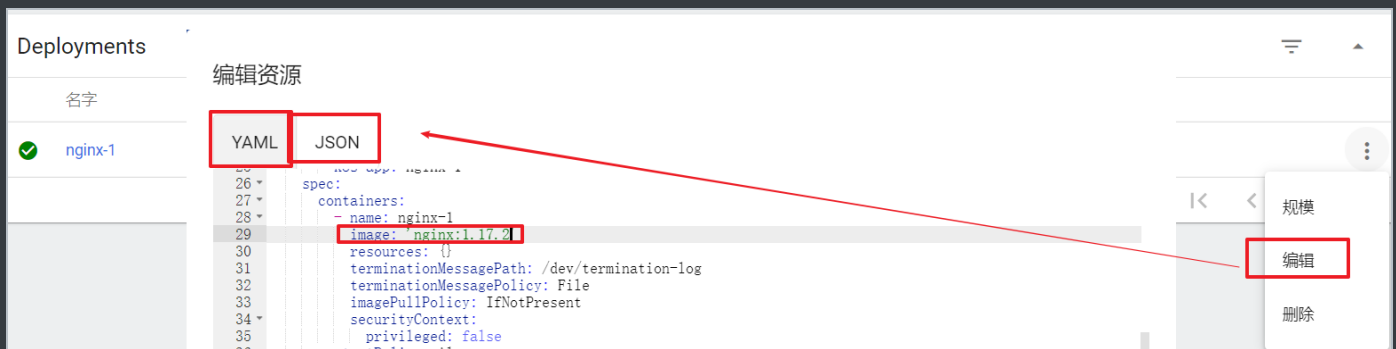 Deployments
编辑资源
名字
YAML JSON
nginx-1
26 spec:
27 containers:
28 - name: nginx-1
29 image: 'nginx:1.17.2
30 resources: {}
31 terminationMessagePath: /dev/termination-log
32 terminationMessagePolicy: File
33 imagePullPolicy: IfNotPresent
34 securityContext:
35 privileged: false
规模
编辑
删除